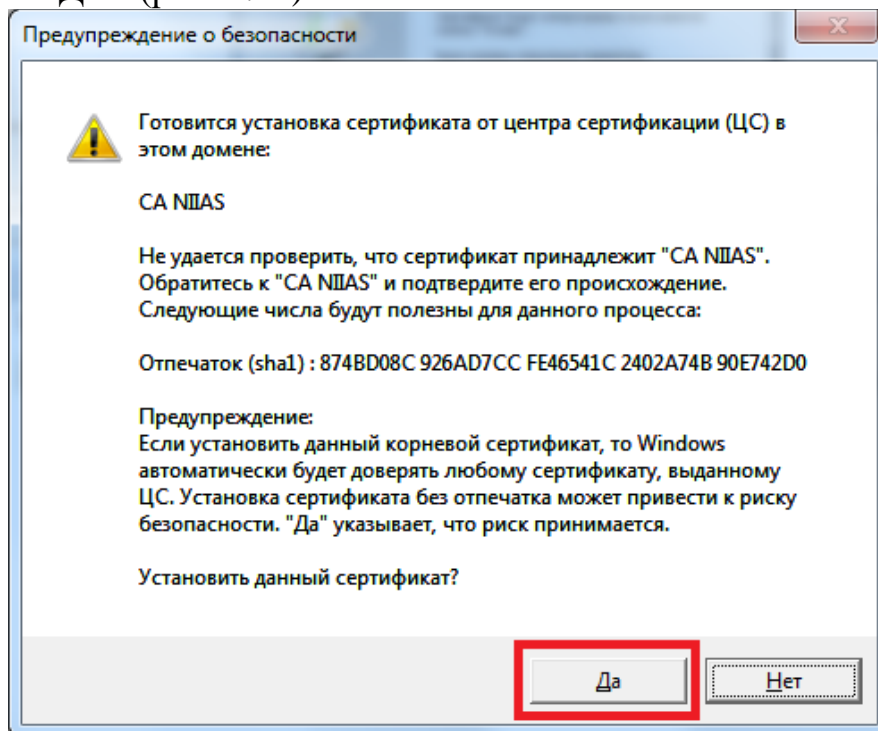 Предупреждение о безопасности
Готовится установка сертификата от центра сертификации (ЦС) в
этом домене:
CA NIIAS
Не удается проверить, что сертификат принадлежит "CA NIIAS".
Обратитесь к "CA NIIAS" и подтвердите его происхождение.
Следующие числа будут полезны для данного процесса:
Отпечаток (sha1) : 874BD08C 926AD7CC FE46541C 2402A74B 90E742D0
Предупреждение:
Если установить данный корневой сертификат, то Windows
автоматически будет доверять любому сертификату, выданному
ЦС. Установка сертификата без отпечатка может привести к риску
безопасности. "Да" указывает, что риск принимается.
Установить данный сертификат?
Да
Нет